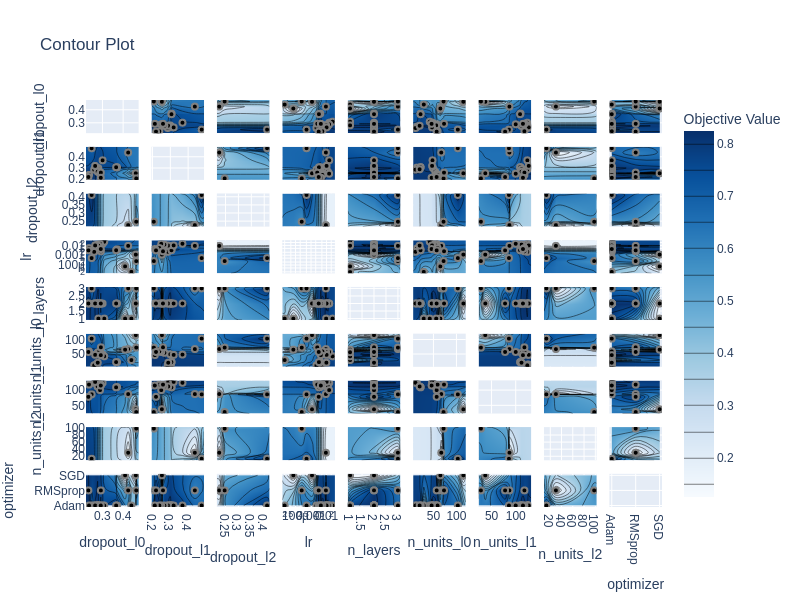 Contour Plot
Objective Value
0.8
0.7
0.6
0.5
0.4
0.3
0.2
dropout_l0
0.4
0.3
dropout_l1
0.4
0.3
0.2
dropout_l2
0.4
0.35
0.3
0.25
lr
0.01
0.001
n_layers
3
2.5
2
1.5
1
n_units_l0
100
50
n_units_l1
100
50
n_units_l2
100
80
60
40
20
optimizer
SGD
RMSprop
Adam
0.3 0.4
0.2 0.3 0.4
0.25 0.3 0.35 0.4
1 1.5 2 2.5 3
50 100
50 100
20 40 60 80 100
Adam RMSprop SGD
dropout_l0 dropout_l1 dropout_l2 lr n_layers n_units_l0 n_units_l1 n_units_l2 optimizer